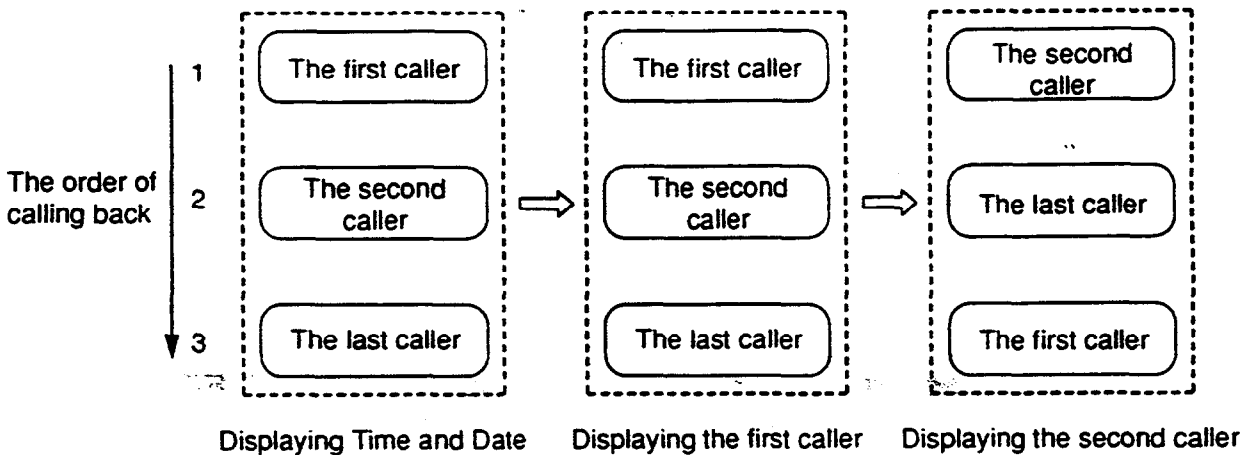 The order of
calling back
1
2
3
The first caller
The second
caller
The last caller
Displaying Time and Date
The first caller
The second
caller
The last caller
Displaying the first caller
The second
caller
The last caller
The first caller
Displaying the second caller